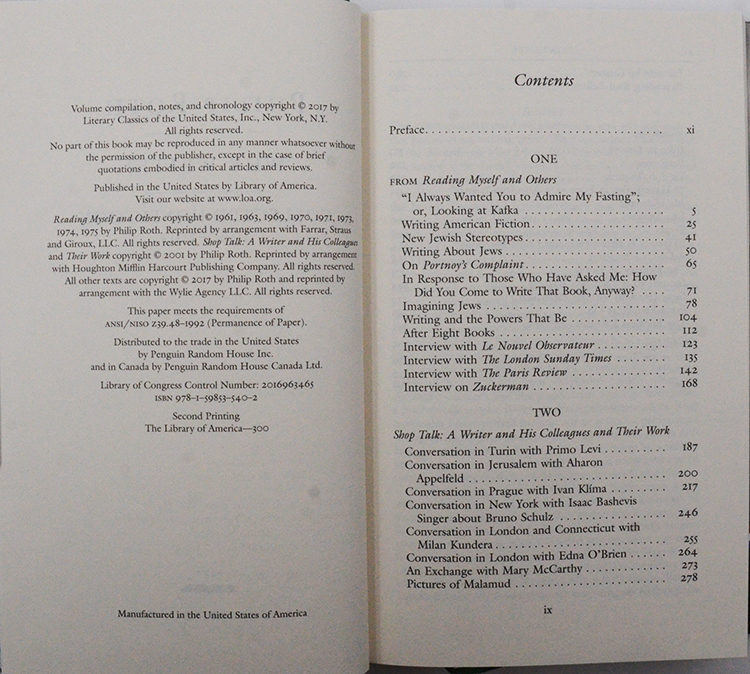 Volume compilation, notes, and chronology copyright © 2017 by
Literary Classics of the United States, Inc., New York, N.Y.
All rights reserved.
No part of this book may be reproduced in any manner whatsoever without
the permission of the publisher, except in the case of brief
quotations embodied in critical articles and reviews.
Published in the United States by Library of America.
Visit our website at www.loa.org.
Reading Myself and Others copyright © 1961, 1963, 1969, 1970, 1971, 1973,
1974, 1975 by Philip Roth. Reprinted by arrangement with Farrar, Straus
and Giroux, LLC. All rights reserved. Shop Talk: A Writer and His Colleagues
and Their Work copyright © 2001 by Philip Roth. Reprinted by arrangement
with Houghton Mifflin Harcourt Publishing Company. All rights reserved.
All other texts are copyright © 2017 by Philip Roth and reprinted by
arrangement with the Wylie Agency LLC. All rights reserved.
This paper meets the requirements of
ANSI/NISO Z39.48–1992 (Permanence of Paper).
Distributed to the trade in the United States
by Penguin Random House Inc.
and in Canada by Penguin Random House Canada Ltd.
Library of Congress Control Number: 2016963465
ISBN 978–1–59853–540–2
Second Printing
The Library of America—300
Manufactured in the United States of America
Contents
Preface. . . . . . . . . . . . . . . . . . . . . . . . . . xi
ONE
FROM Reading Myself and Others
“I Always Wanted You to Admire My Fasting”;
or, Looking at Kafka . . . . . . . . . . . . . . . 5
Writing American Fiction . . . . . . . . . . . . . . . 25
New Jewish Stereotypes . . . . . . . . . . . . . . . 41
Writing About Jews . . . . . . . . . . . . . . . 50
On Portnoy’s Complaint . . . . . . . . . . . . . . . 65
In Response to Those Who Have Asked Me: How
Did You Come to Write That Book, Anyway? . . . . 71
Imagining Jews . . . . . . . . . . . . . . . 78
Writing and the Powers That Be . . . . . . . . . . 104
After Eight Books . . . . . . . . . . . . . . . 112
Interview with Le Nouvel Observateur . . . . . . . . . 123
Interview with The London Sunday Times . . . . . . . 135
Interview with The Paris Review . . . . . . . . . . 142
Interview on Zuckerman . . . . . . . . . . . . . 168
TWO
Shop Talk: A Writer and His Colleagues and Their Work
Conversation in Turin with Primo Levi . . . . . . . . . 187
Conversation in Jerusalem with Aharon
Appelfeld . . . . . . . . . . . . . . . 200
Conversation in Prague with Ivan Klíma . . . . . . . . . 217
Conversation in New York with Isaac Bashevis
Singer about Bruno Schulz . . . . . . . . . . . . 246
Conversation in London and Connecticut with
Milan Kundera . . . . . . . . . . . . . . . 255
Conversation in London with Edna O’Brien . . . . . . 264
An Exchange with Mary McCarthy . . . . . . . . . 273
Pictures of Malamud . . . . . . . . . . . . . . . 278
ix